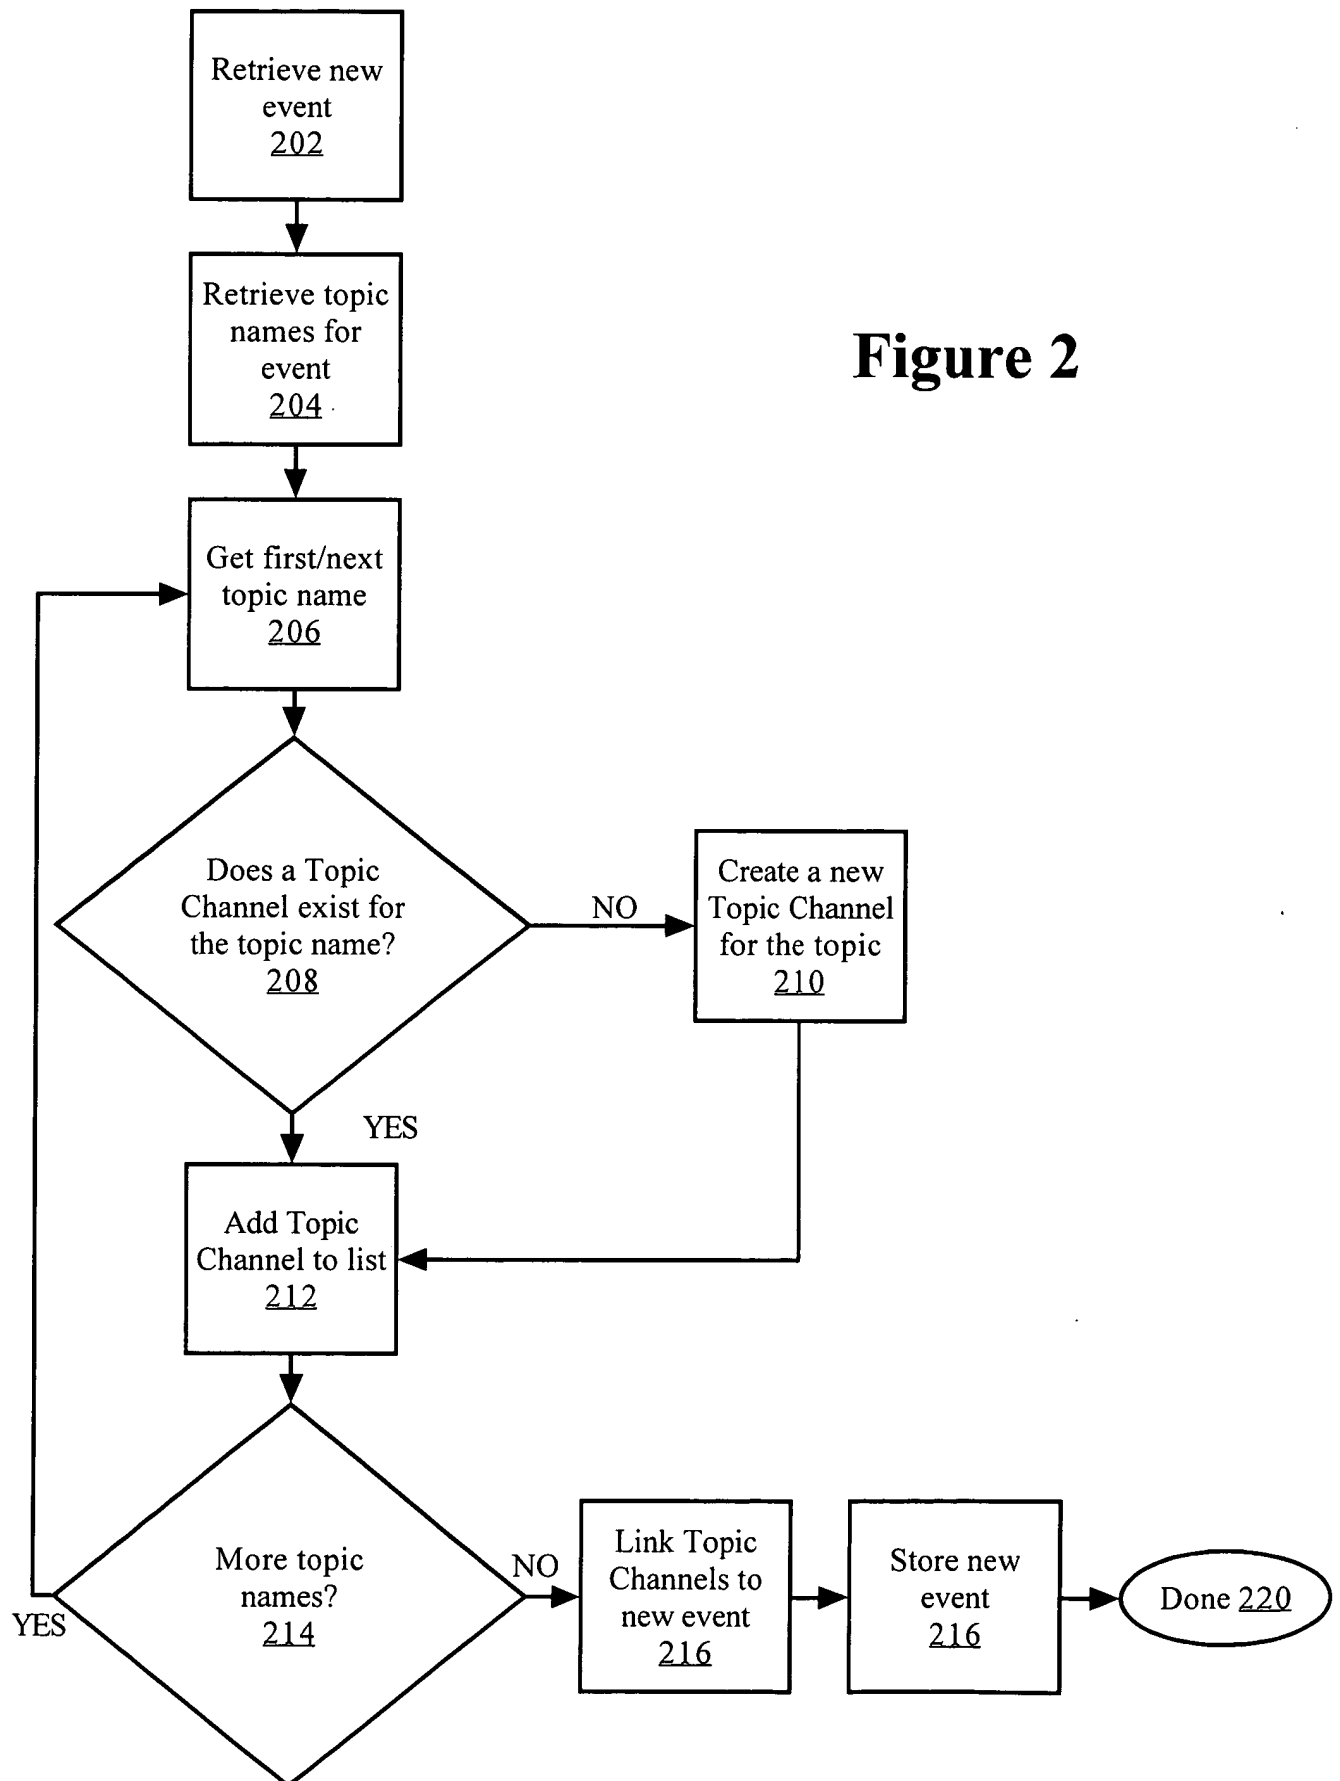 Retrieve new
event
202
Retrieve topic
names for
event
204
Figure 2
Get first/next
topic name
206
Does a Topic
Channel exist for
the topic name?
208
NO
Create a new
Topic Channel
for the topic
210
YES
Add Topic
Channel to list
212
More topic
names?
214
YES
NO
Link Topic
Channels to
new event
216
Store new
event
216
Done 220